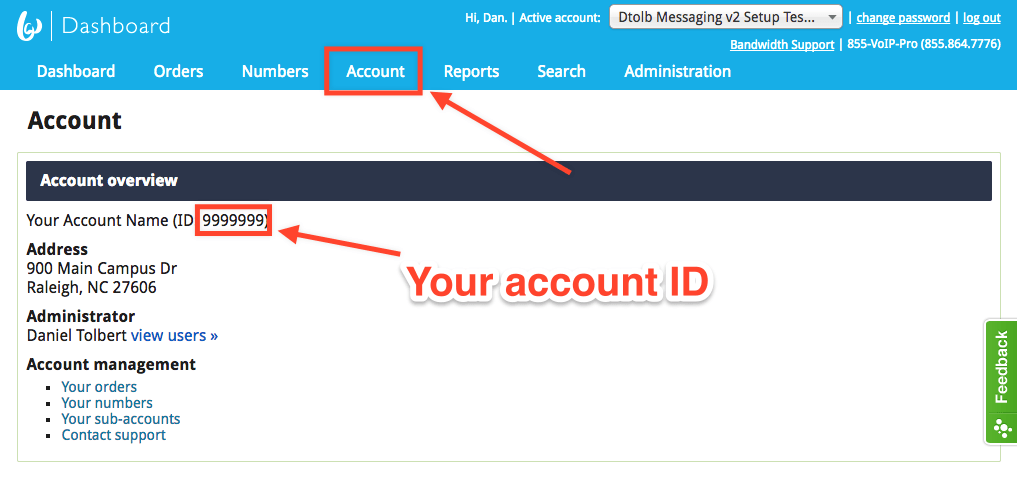 Dashboard
Hi, Dan. | Active account: Dtolb Messaging v2 Setup Tes... | change password | log out
Bandwidth Support | 855-VoIP-Pro (855.864.7776)
Dashboard Orders Numbers Account Reports Search Administration
Account
Account overview
Your Account Name (ID 9999999)
Address
900 Main Campus Dr
Raleigh, NC 27606
Your account ID
Administrator
Daniel Tolbert view users »
Account management
Your orders
Your numbers
Your sub-accounts
Contact support
Feedback